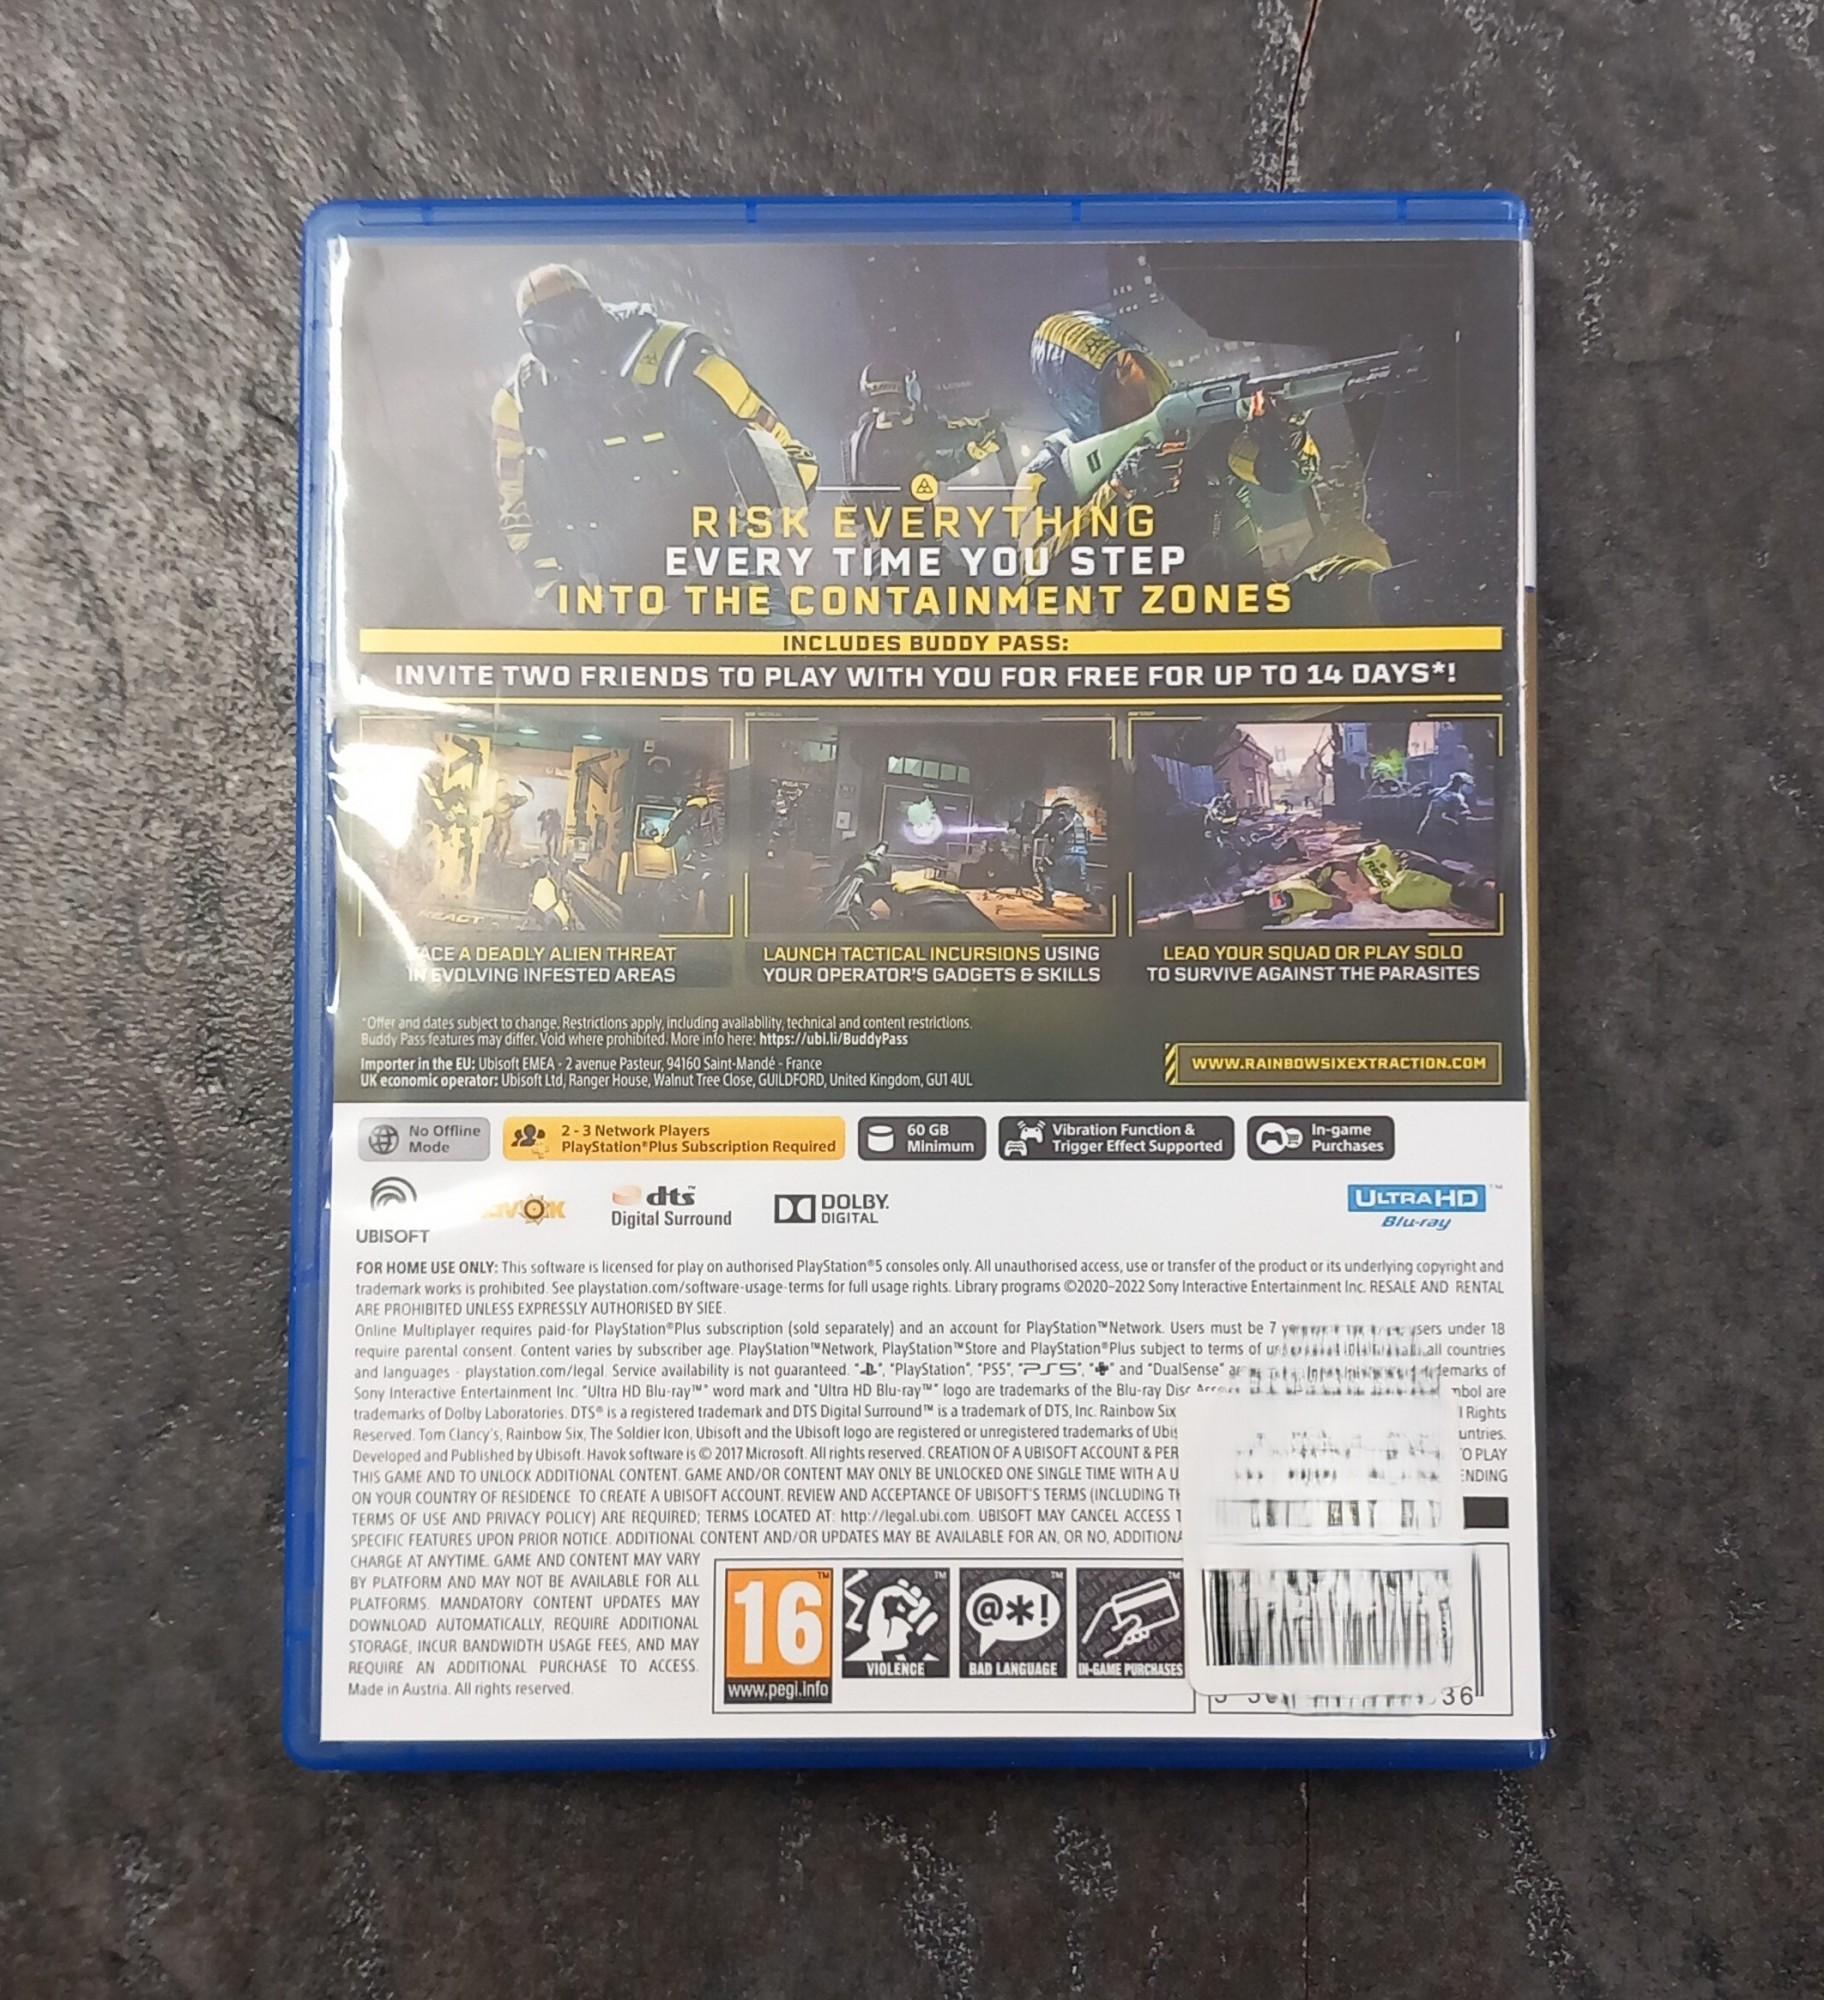 RISK EVERYTHING
EVERY TIME YOU STEP
INTO THE CONTAINMENT ZONES
INCLUDES BUDDY PASS:
INVITE TWO FRIENDS TO PLAY WITH YOU FOR FREE FOR UP TO 14 DAYS*!
REACT
A DEADLY ALIEN THREAT
EVOLVING INFESTED AREAS
LAUNCH TACTICAL INCURSIONS USING
YOUR OPERATOR'S GADGETS & SKILLS
LEAD YOUR SQUAD OR PLAY SOLO
TO SURVIVE AGAINST THE PARASITES
*Offer and dates subject to change. Restrictions apply, including availability, technical and content restrictions.
Buddy Pass features may differ. Void where prohibited. More info here: https://ubl.li/BuddyPass
Importer in the EU: Ubisoft EMEA - 2 avenue Pasteur, 94160 Saint-Mandé - France
UK economic operator: Ubisoft Ltd, Ranger House, Walnut Tree Close, GUILDFORD, United Kingdom, GU1 4UL
WWW.RAINBOWSIXEXTRACTION.COM
No Offline
Mode
2 - 3 Network Players
PlayStation®Plus Subscription Required
60 GB
Minimum
Vibration Function &
Trigger Effect Supported
In-game
Purchases
UBISOFT
dts™
Digital Surround
DOLBY.
DIGITAL
ULTRA HD™
Blu-ray
FOR HOME USE ONLY: This software is licensed for play on authorised PlayStation®5 consoles only. All unauthorised access, use or transfer of the product or its underlying copyright and
trademark works is prohibited. See playstation.com/software-usage-terms for full usage rights. Library programs ©2020–2022 Sony Interactive Entertainment Inc. RESALE AND RENTAL
ARE PROHIBITED UNLESS EXPRESSLY AUTHORISED BY SIEE.
Online Multiplayer requires paid-for PlayStation®Plus subscription (sold separately) and an account for PlayStation™Network. Users must be 7 under 18
require parental consent. Content varies by subscriber age. PlayStation™Network, PlayStation™Store and PlayStation®Plus subject to terms of all countries
and languages - playstation.com/legal. Service availability is not guaranteed. "PlayStation", "PS5", "PS5", and "DualSense"
Sony Interactive Entertainment Inc. "Ultra HD Blu-ray™" word mark and "Ultra HD Blu-ray™" logo are trademarks of the Blu-ray Disc are
trademarks of Dolby Laboratories. DTS® is a registered trademark and DTS Digital Surround™ is a trademark of DTS, Inc. Rainbow Six Rights
Reserved. Tom Clancy's, Rainbow Six, The Soldier Icon, Ubisoft and the Ubisoft logo are registered or unregistered trademarks of
Developed and Published by Ubisoft. Havok software is © 2017 Microsoft. All rights reserved. CREATION OF A UBISOFT ACCOUNT & PLAY
THIS GAME AND TO UNLOCK ADDITIONAL CONTENT. GAME AND/OR CONTENT MAY ONLY BE UNLOCKED ONE SINGLE TIME WITH A
ON YOUR COUNTRY OF RESIDENCE TO CREATE A UBISOFT ACCOUNT. REVIEW AND ACCEPTANCE OF UBISOFT'S TERMS (INCLUDING
TERMS OF USE AND PRIVACY POLICY) ARE REQUIRED; TERMS LOCATED AT: http://legal.ubi.com. UBISOFT MAY CANCEL ACCESS
SPECIFIC FEATURES UPON PRIOR NOTICE. ADDITIONAL CONTENT AND/OR UPDATES MAY BE AVAILABLE FOR AN, OR NO,
CHARGE AT ANYTIME. GAME AND CONTENT MAY VARY
BY PLATFORM AND MAY NOT BE AVAILABLE FOR ALL
PLATFORMS. MANDATORY CONTENT UPDATES MAY
DOWNLOAD AUTOMATICALLY, REQUIRE ADDITIONAL
STORAGE, INCUR BANDWIDTH USAGE FEES, AND MAY
REQUIRE AN ADDITIONAL PURCHASE TO ACCESS.
Made in Austria. All rights reserved.
16
www.pegi.info
VIOLENCE
@*!
BAD LANGUAGE
IN-GAME PURCHASES
36